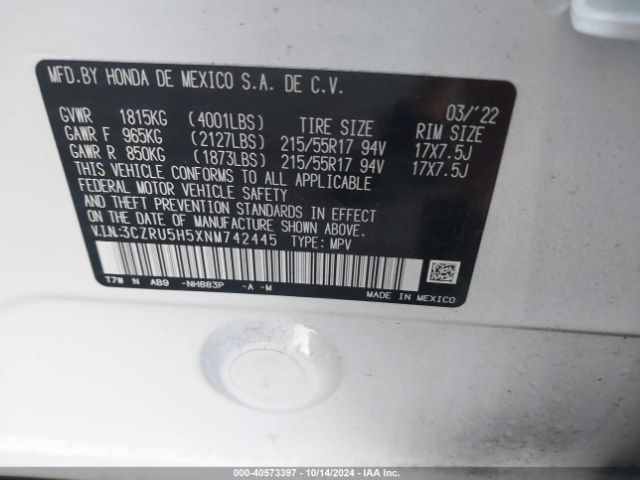 MFD.BY HONDA DE MEXICO S.A. DE C.V.
03/'22
GVWR 1815KG (4001LBS) TIRE SIZE RIM SIZE
GAWR F 965KG (2127LBS) 215/55R17 94V 17X7.5J
GAWR R 850KG (1873LBS) 215/55R17 94V 17X7.5J
THIS VEHICLE CONFORMS TO ALL APPLICABLE
FEDERAL MOTOR VEHICLE SAFETY
AND THEFT PREVENTION STANDARDS IN EFFECT
ON THE DATE OF MANUFACTURE SHOWN ABOVE.
V.I.N:3CZRU5H5XNM742445 TYPE: MPV
T7W N AB9 -NH883P -A -M
MADE IN MEXICO
000-40573397 - 10/14/2024 - IAA Inc.